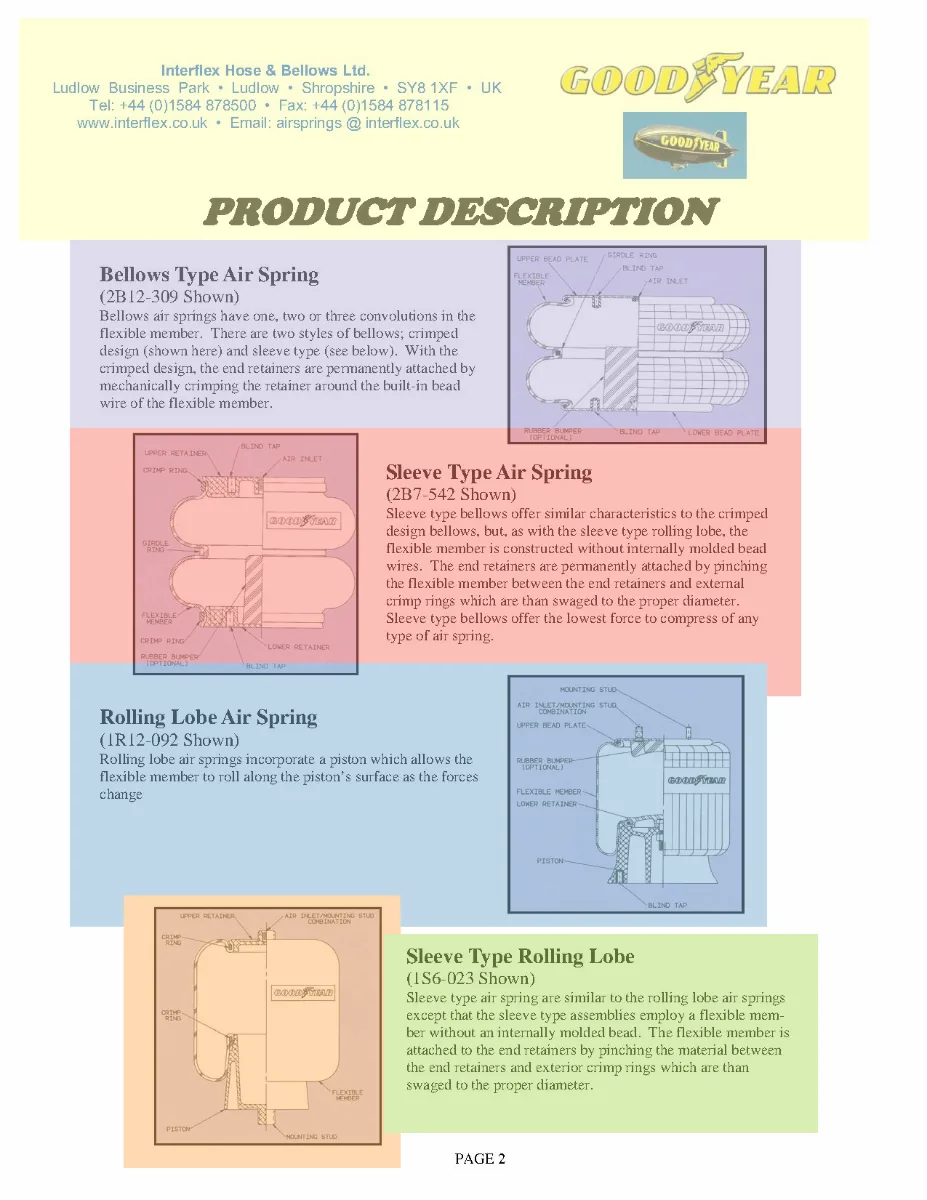 Interflex Hose & Bellows Ltd.
Ludlow Business Park • Ludlow • Shropshire • SY8 1XF • UK
Tel: +44 (0)1584 878500 • Fax: +44 (0)1584 878115
www.interflex.co.uk • Email: airsprings @ interflex.co.uk
GOODYEAR
GOODYEAR
PRODUCT DESCRIPTION
Bellows Type Air Spring
(2B12-309 Shown)
Bellows air springs have one, two or three convolutions in the
flexible member. There are two styles of bellows; crimped
design (shown here) and sleeve type (see below). With the
crimped design, the end retainers are permanently attached by
mechanically crimping the retainer around the built-in bead
wire of the flexible member.
UPPER BEAD PLATE
GIRDLE RING
BLIND TAP
FLEXIBLE
MEMBER
AIR INLET
GOODYEAR
RUBBER BUMPER
(OPTIONAL)
BLIND TAP
LOWER BEAD PLATE
BLIND TAP
UPPER RETAINER
AIR INLET
CRIMP RING
GOODYEAR
GIRDLE
RING
FLEXIBLE
MEMBER
CRIMP RING
LOWER RETAINER
RUBBER BUMPER
(OPTIONAL)
BLIND TAP
Sleeve Type Air Spring
(2B7-542 Shown)
Sleeve type bellows offer similar characteristics to the crimped
design bellows, but, as with the sleeve type rolling lobe, the
flexible member is constructed without internally molded bead
wires. The end retainers are permanently attached by pinching
the flexible member between the end retainers and external
crimp rings which are than swaged to the proper diameter.
Sleeve type bellows offer the lowest force to compress of any
type of air spring.
Rolling Lobe Air Spring
(1R12-092 Shown)
Rolling lobe air springs incorporate a piston which allows the
flexible member to roll along the piston's surface as the forces
change
MOUNTING STUD
AIR INLET/MOUNTING STUD
COMBINATION
UPPER BEAD PLATE
RUBBER BUMPER
(OPTIONAL)
GOODYEAR
FLEXIBLE MEMBER
LOWER RETAINER
PISTON
BLIND TAP
UPPER RETAINER
AIR INLET/MOUNTING STUD
COMBINATION
CRIMP
RING
GOODYEAR
CRIMP
RING
FLEXIBLE
MEMBER
PISTON
MOUNTING STUD
Sleeve Type Rolling Lobe
(1S6-023 Shown)
Sleeve type air spring are similar to the rolling lobe air springs
except that the sleeve type assemblies employ a flexible mem-
ber without an internally molded bead. The flexible member is
attached to the end retainers by pinching the material between
the end retainers and exterior crimp rings which are than
swaged to the proper diameter.
PAGE 2